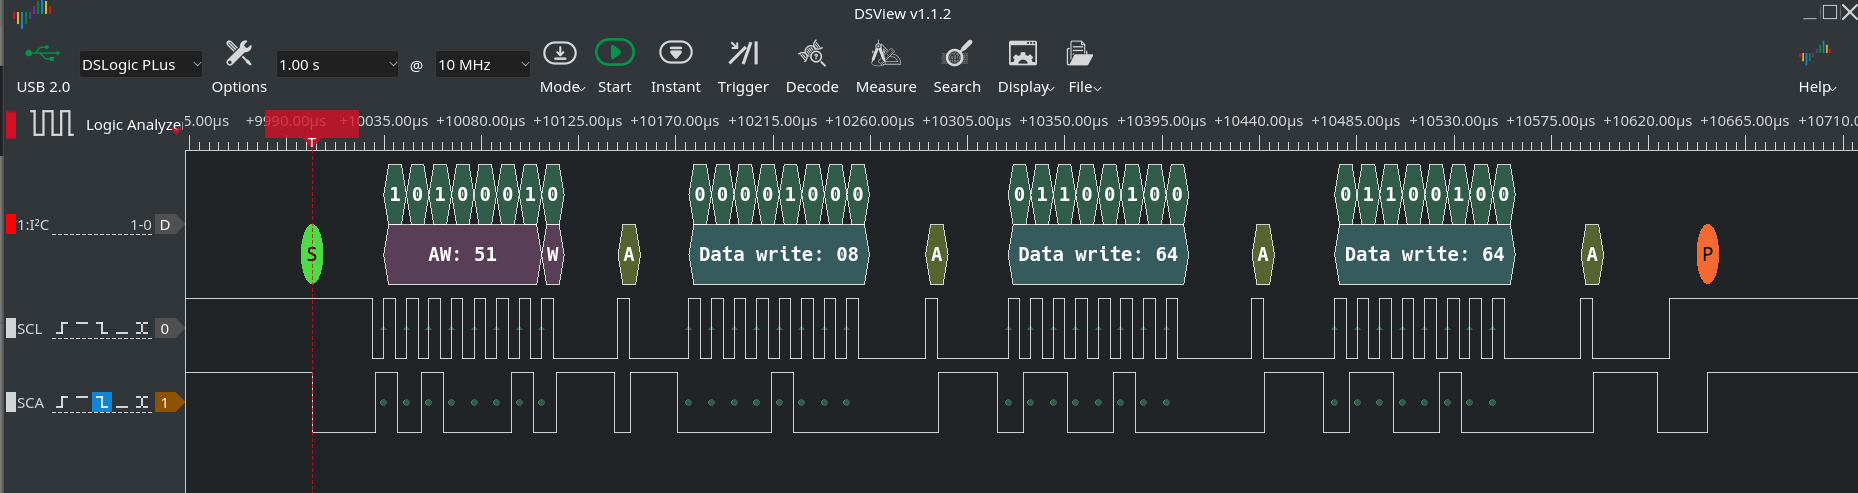 DSView v1.1.2
USB 2.0
DSLogic PLus
Options
1.00 s
@
10 MHz
Mode
Start
Instant
Trigger
Decode
Measure
Search
Display
File
Help
Logic Analyze
5.00µs +9990.00µs +10035.00µs +10080.00µs +10125.00µs +10170.00µs +10215.00µs +10260.00µs +10305.00µs +10350.00µs +10395.00µs +10440.00µs +10485.00µs +10530.00µs +10575.00µs +10620.00µs +10665.00µs +10710.0
T
1 0 1 0 0 0 1 0 0 0 0 0 1 0 0 0 0 1 1 0 0 1 0 0 0 1 1 0 0 1 0 0
1:I²C 1-0 D
S AW: 51 W A Data write: 08 A Data write: 64 A Data write: 64 A P
SCL 0
SCA 1